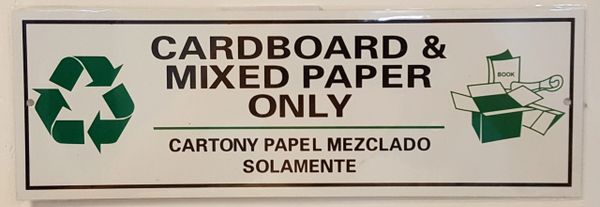 CARDBOARD &
MIXED PAPER
ONLY
CARTONY PAPEL MEZCLADO
SOLAMENTE
BOOK